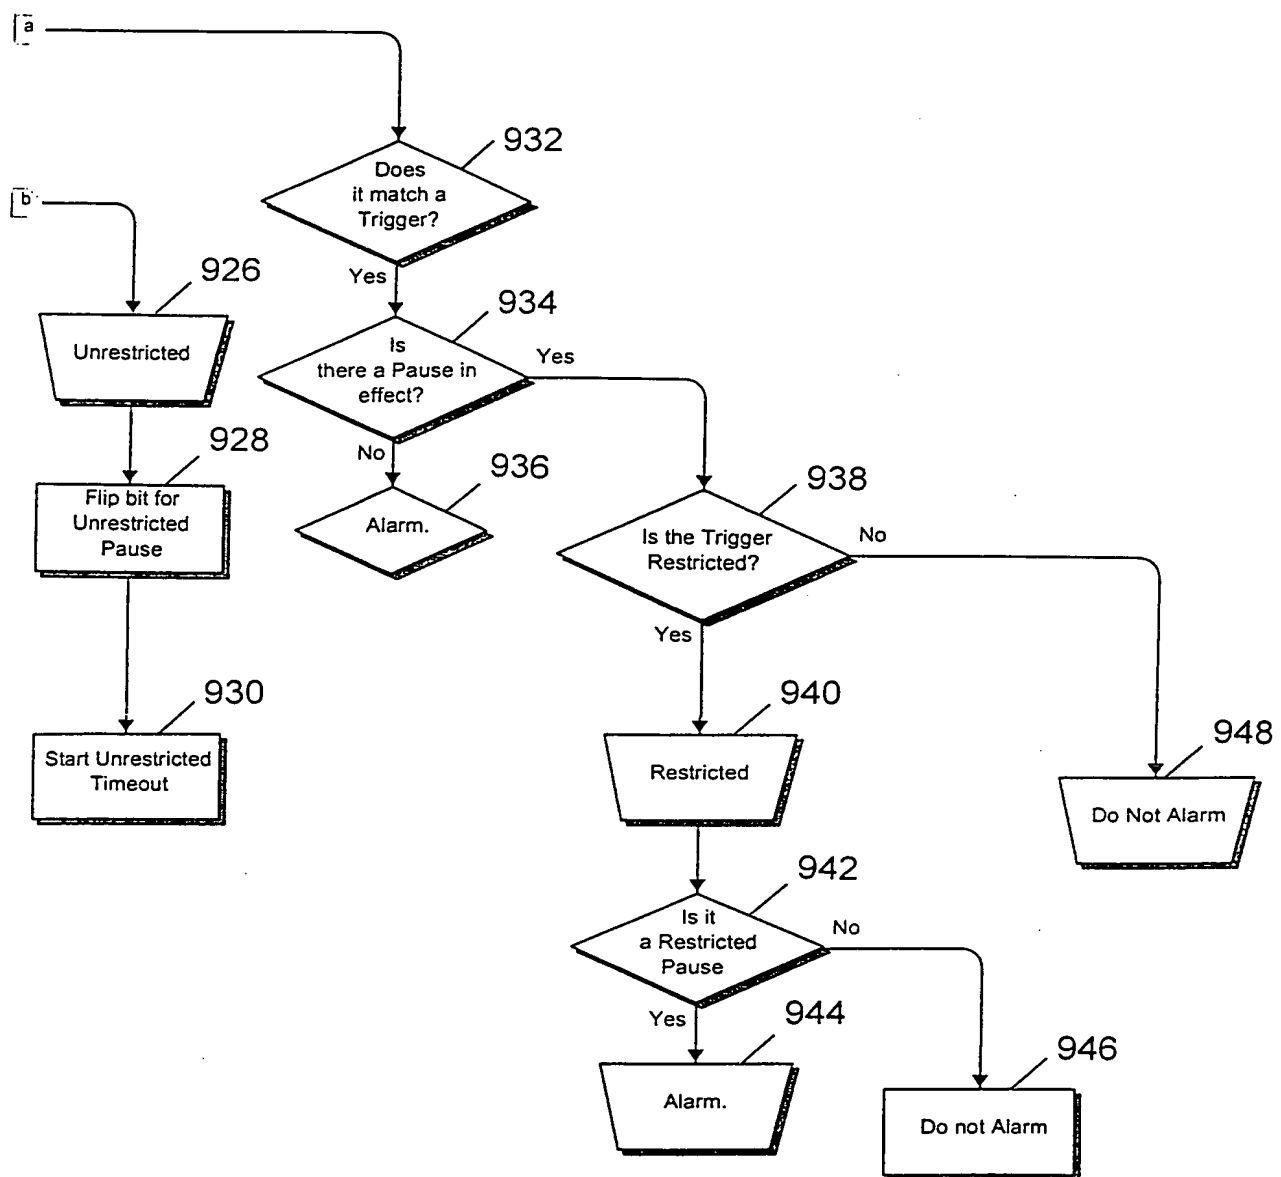 a
932
Does
it match a
Trigger?
b
Yes
926
934
Unrestricted
Is
there a Pause in
effect?
Yes
928
No
936
938
Flip bit for
Unrestricted
Pause
Alarm.
Is the Trigger
Restricted?
No
Yes
930
940
Start Unrestricted
Timeout
Restricted
948
Do Not Alarm
942
Is it
a Restricted
Pause
No
Yes
944
946
Alarm.
Do not Alarm